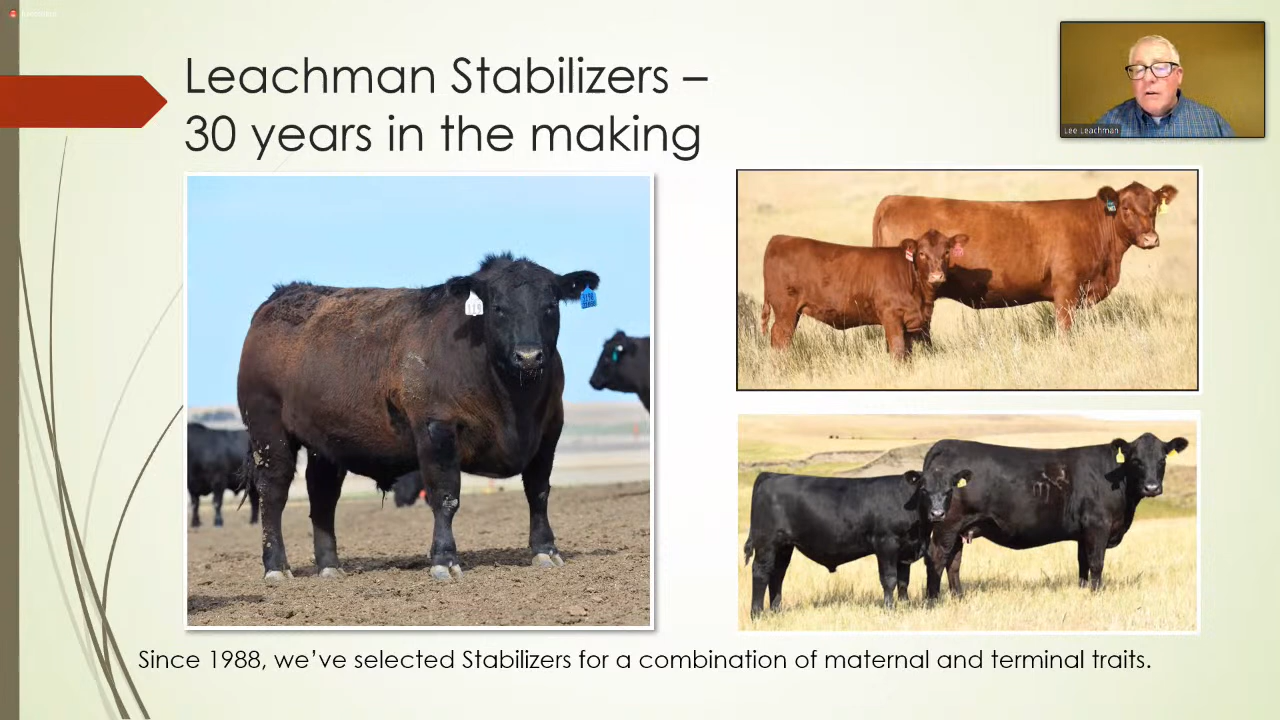 Leachman Stabilizers –
30 years in the making
Lee Leachman
Since 1988, we’ve selected Stabilizers for a combination of maternal and terminal traits.